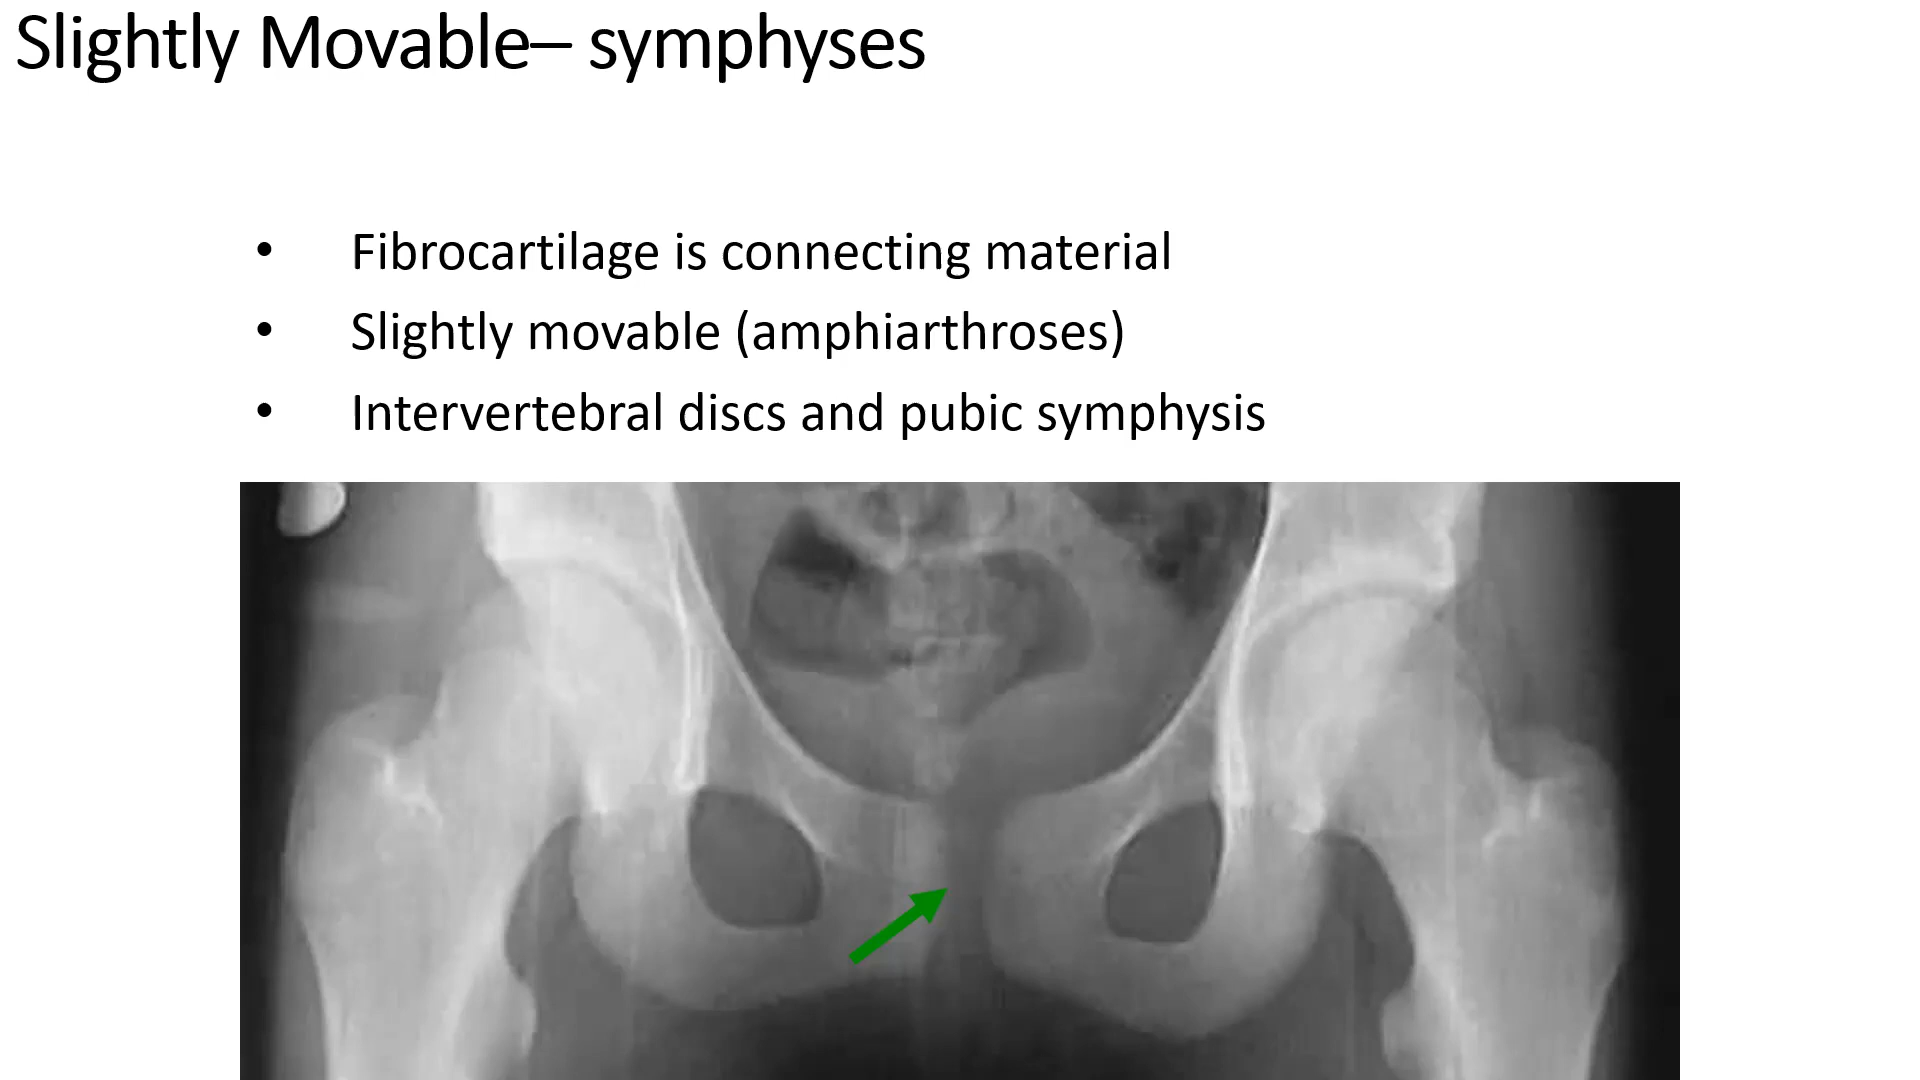 Slightly Movable– symphyses
• Fibrocartilage is connecting material
• Slightly movable (amphiarthroses)
• Intervertebral discs and pubic symphysis